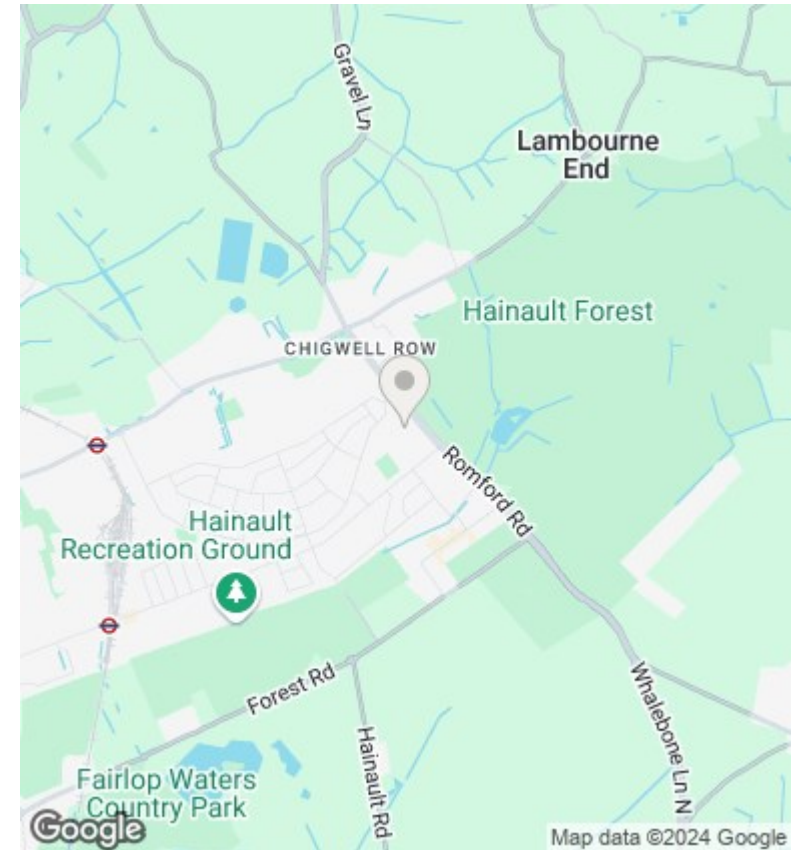 Gravel Ln
Lambourne
End
Hainault Forest
CHIGWELL ROW
Romford Rd
Hainault
Recreation Ground
Forest Rd
Hainault Rd
Whalebone Ln N
Fairlop Waters
Country Park
Google
Map data ©2024 Google